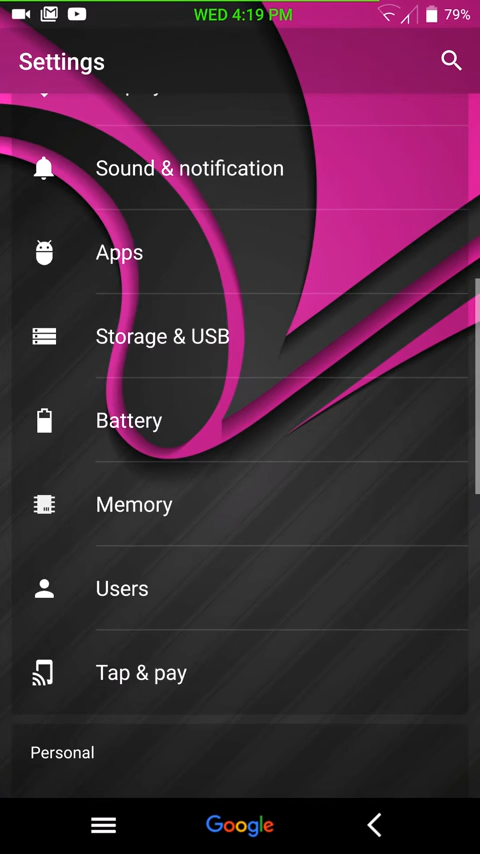 WED 4:19 PM
79%
Settings
Sound & notification
Apps
Storage & USB
Battery
Memory
Users
Tap & pay
Personal
Google